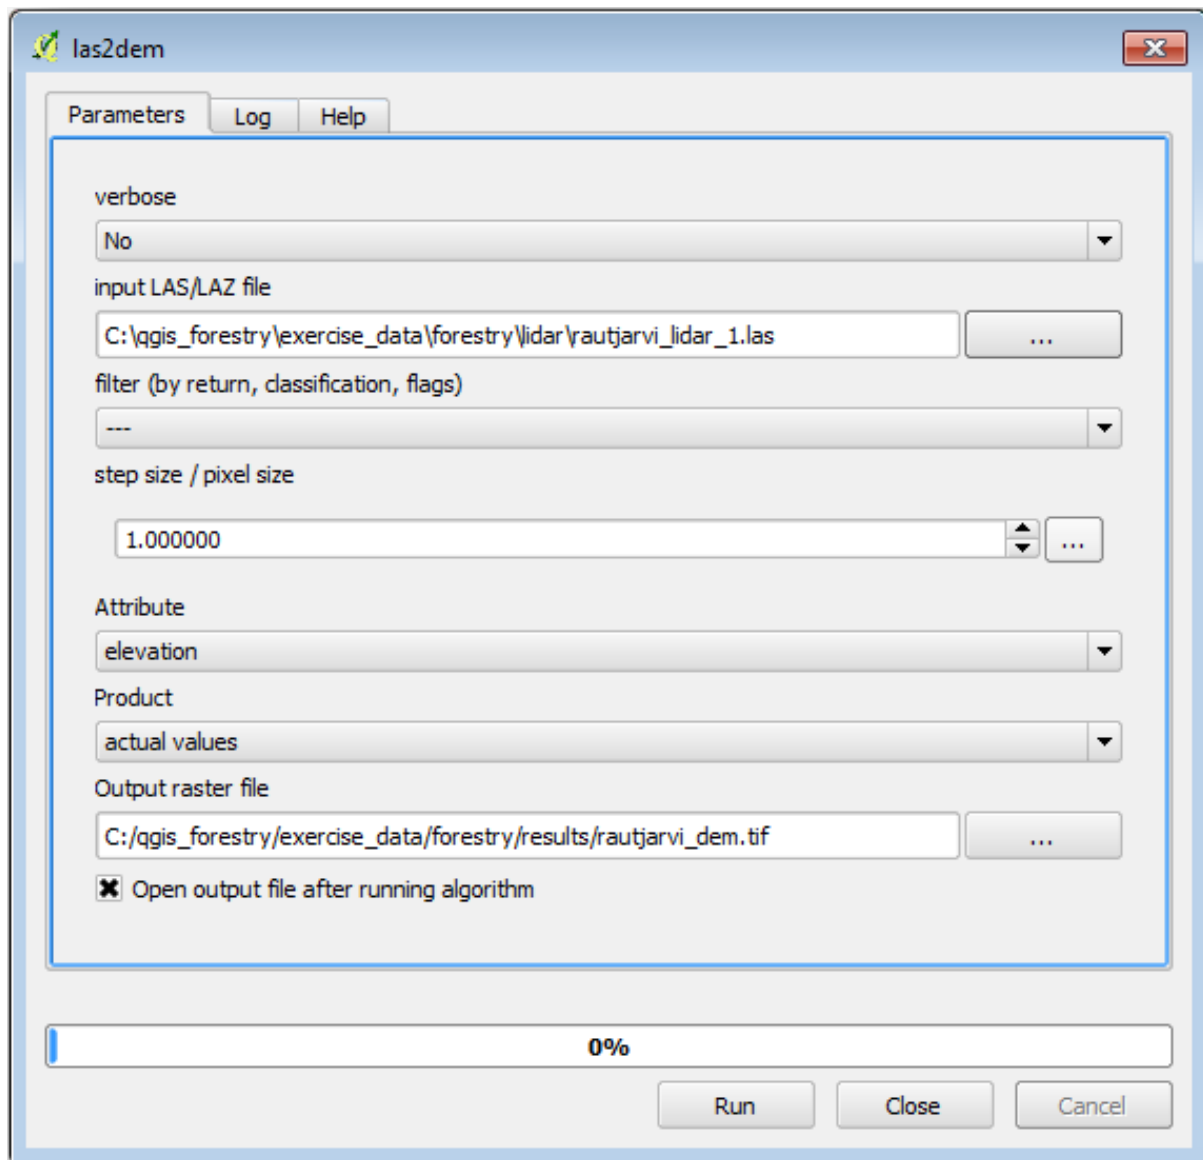 las2dem
Parameters Log Help
verbose
No
input LAS/LAZ file
C:\qgis_forestry\exercise_data\forestry\lidar\rautjarvi_lidar_1.las ...
filter (by return, classification, flags)
---
step size / pixel size
1.000000 ...
Attribute
elevation
Product
actual values
Output raster file
C:/qgis_forestry/exercise_data/forestry/results/rautjarvi_dem.tif ...
Open output file after running algorithm
0%
Run Close Cancel